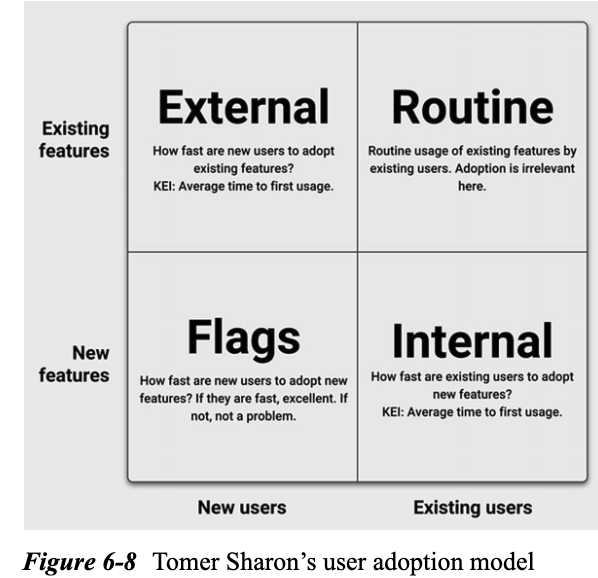 Existing
features
External
How fast are new users to adopt
existing features?
KEI: Average time to first usage.
Routine
Routine usage of existing features by
existing users. Adoption is irrelevant
here.
New
features
Flags
How fast are new users to adopt new
features? If they are fast, excellent. If
not, not a problem.
Internal
How fast are existing users to adopt
new features?
KEI: Average time to first usage.
New users
Existing users
Figure 6-8 Tomer Sharon’s user adoption model